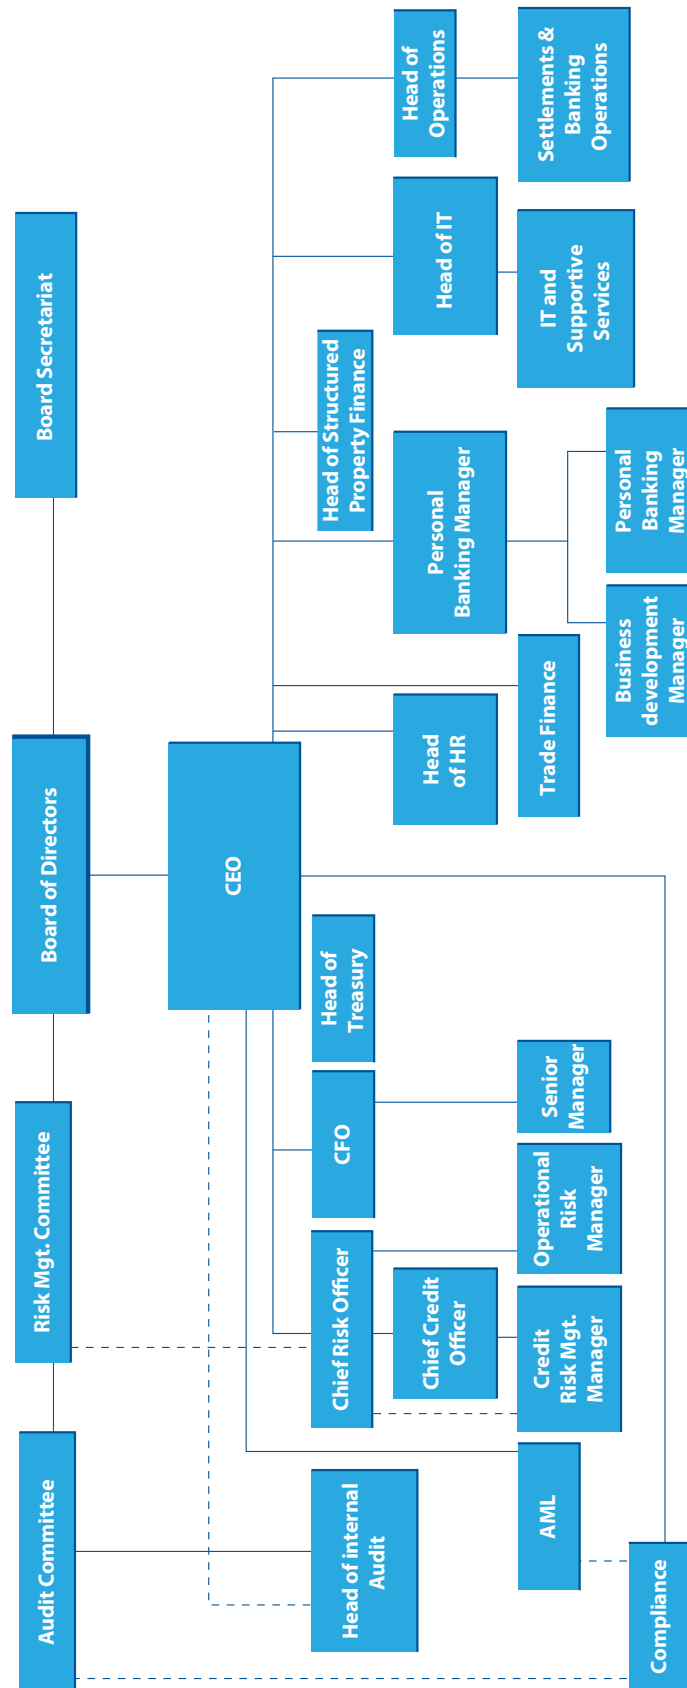 Audit Committee
Risk Mgt. Committee
Board of Directors
Board Secretariat
CEO
Head of internal
Audit
Chief Risk Officer
CFO
Head of
Treasury
Head of Structured
Property Finance
Chief Credit
Officer
Head
of HR
Personal
Banking Manager
Head of IT
Head of
Operations
AML
Credit
Risk Mgt.
Manager
Operational
Risk
Manager
Senior
Manager
Trade Finance
IT and
Supportive
Services
Settlements &
Banking
Operations
Compliance
Business
development
Manager
Personal
Banking
Manager